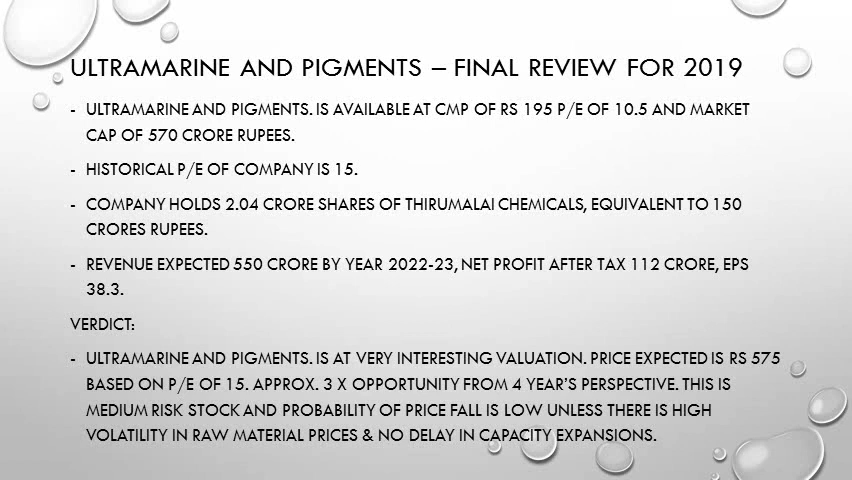 ULTRAMARINE AND PIGMENTS – FINAL REVIEW FOR 2019
- ULTRAMARINE AND PIGMENTS. IS AVAILABLE AT CMP OF RS 195 P/E OF 10.5 AND MARKET
CAP OF 570 CRORE RUPEES.
- HISTORICAL P/E OF COMPANY IS 15.
- COMPANY HOLDS 2.04 CRORE SHARES OF THIRUMALAI CHEMICALS, EQUIVALENT TO 150
CRORES RUPEES.
- REVENUE EXPECTED 550 CRORE BY YEAR 2022-23, NET PROFIT AFTER TAX 112 CRORE, EPS
38.3.
VERDICT:
- ULTRAMARINE AND PIGMENTS. IS AT VERY INTERESTING VALUATION. PRICE EXPECTED IS RS 575
BASED ON P/E OF 15. APPROX. 3 X OPPORTUNITY FROM 4 YEAR'S PERSPECTIVE. THIS IS
MEDIUM RISK STOCK AND PROBABILITY OF PRICE FALL IS LOW UNLESS THERE IS HIGH
VOLATILITY IN RAW MATERIAL PRICES & NO DELAY IN CAPACITY EXPANSIONS.